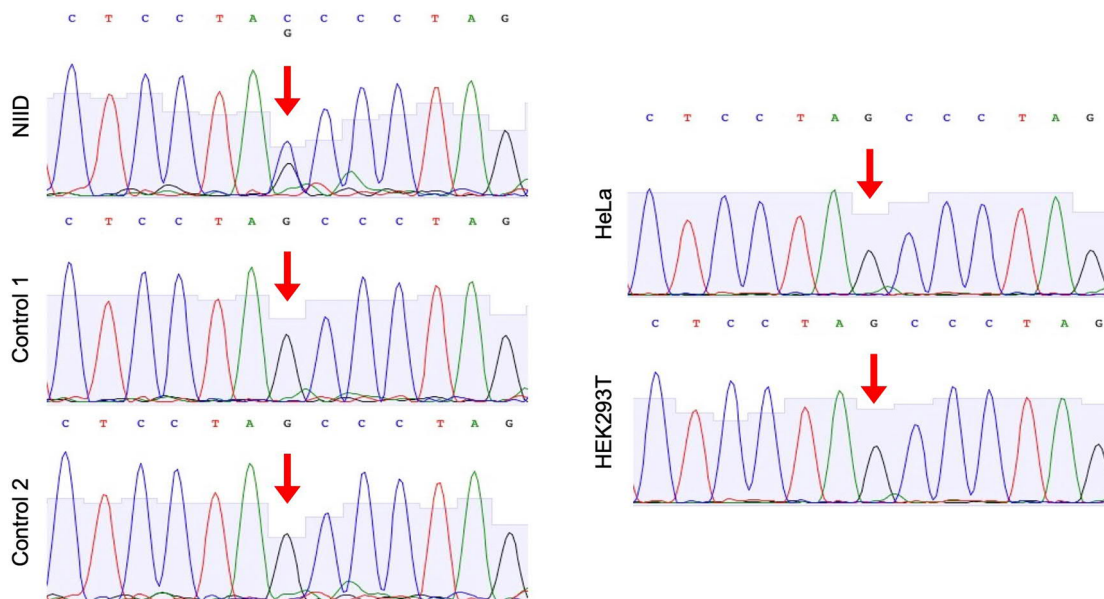 C T C C T A C C C C T A G
G
NIID
C T C C T A G C C C T A G
Control 1
C T C C T A G C C C T A G
Control 2
C T C C T A G C C C T A G
HeLa
C T C C T A G C C C T A G
HEK293T